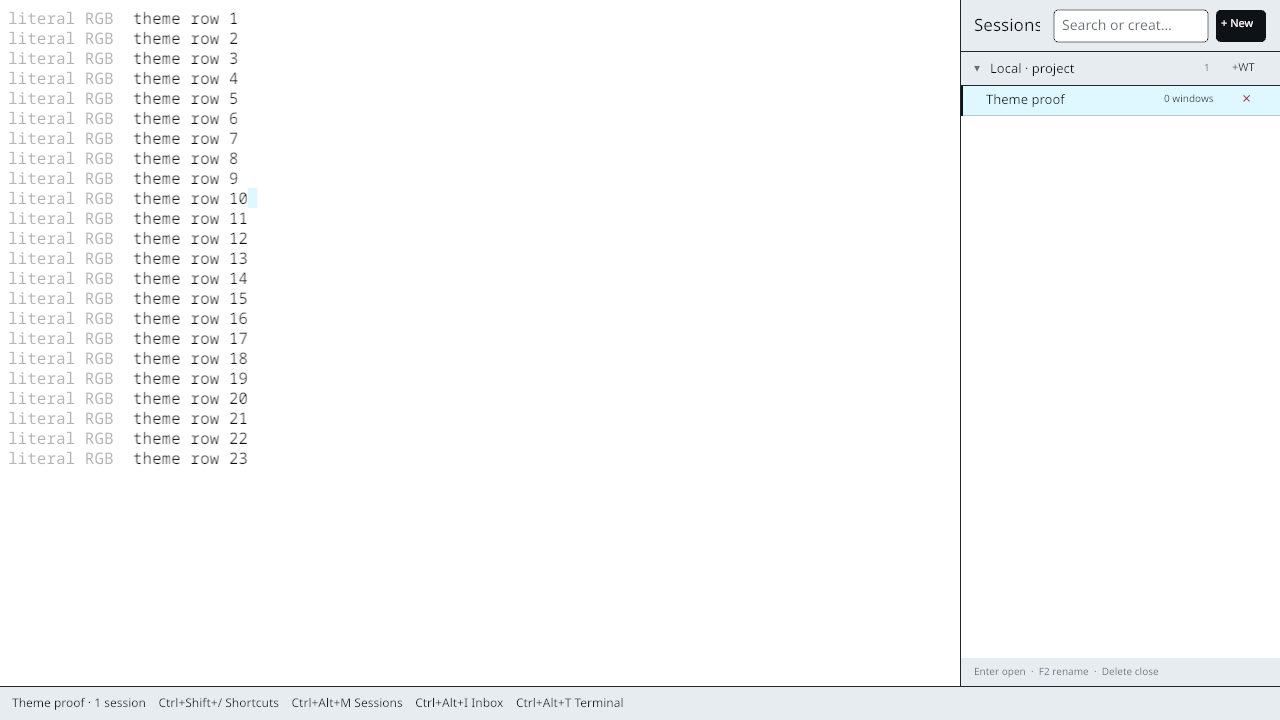 literal RGB  theme row 1
literal RGB  theme row 2
literal RGB  theme row 3
literal RGB  theme row 4
literal RGB  theme row 5
literal RGB  theme row 6
literal RGB  theme row 7
literal RGB  theme row 8
literal RGB  theme row 9
literal RGB  theme row 10
literal RGB  theme row 11
literal RGB  theme row 12
literal RGB  theme row 13
literal RGB  theme row 14
literal RGB  theme row 15
literal RGB  theme row 16
literal RGB  theme row 17
literal RGB  theme row 18
literal RGB  theme row 19
literal RGB  theme row 20
literal RGB  theme row 21
literal RGB  theme row 22
literal RGB  theme row 23
Sessions Search or creat... + New
▼ Local · project 1 +WT
Theme proof 0 windows ✕
Enter open · F2 rename · Delete close
Theme proof · 1 session Ctrl+Shift+/ Shortcuts Ctrl+Alt+M Sessions Ctrl+Alt+I Inbox Ctrl+Alt+T Terminal